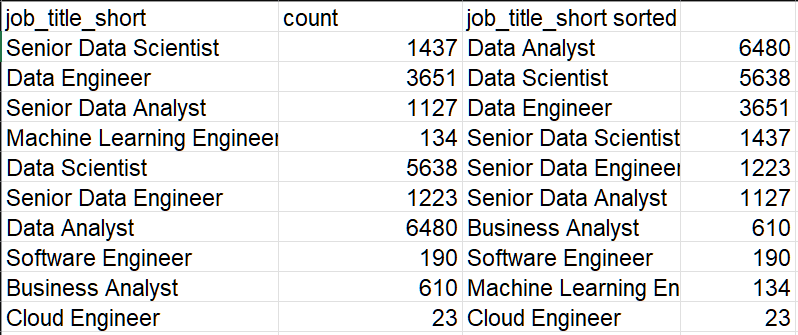 job_title_short count job_title_short sorted
Senior Data Scientist 1437 Data Analyst 6480
Data Engineer 3651 Data Scientist 5638
Senior Data Analyst 1127 Data Engineer 3651
Machine Learning Engineer 134 Senior Data Scientist 1437
Data Scientist 5638 Senior Data Engineer 1223
Senior Data Engineer 1223 Senior Data Analyst 1127
Data Analyst 6480 Business Analyst 610
Software Engineer 190 Software Engineer 190
Business Analyst 610 Machine Learning En 134
Cloud Engineer 23 Cloud Engineer 23